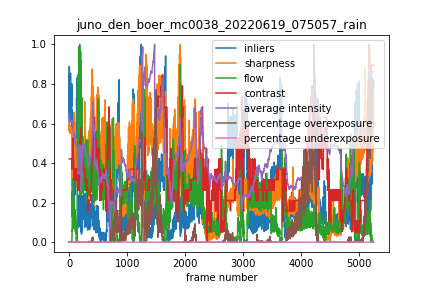 juno_den_boer_mc0038_20220619_075057_rain
1.0
0.8
0.6
0.4
0.2
0.0
inliers
sharpness
flow
contrast
average intensity
percentage overexposure
percentage underexposure
0 1000 2000 3000 4000 5000
frame number